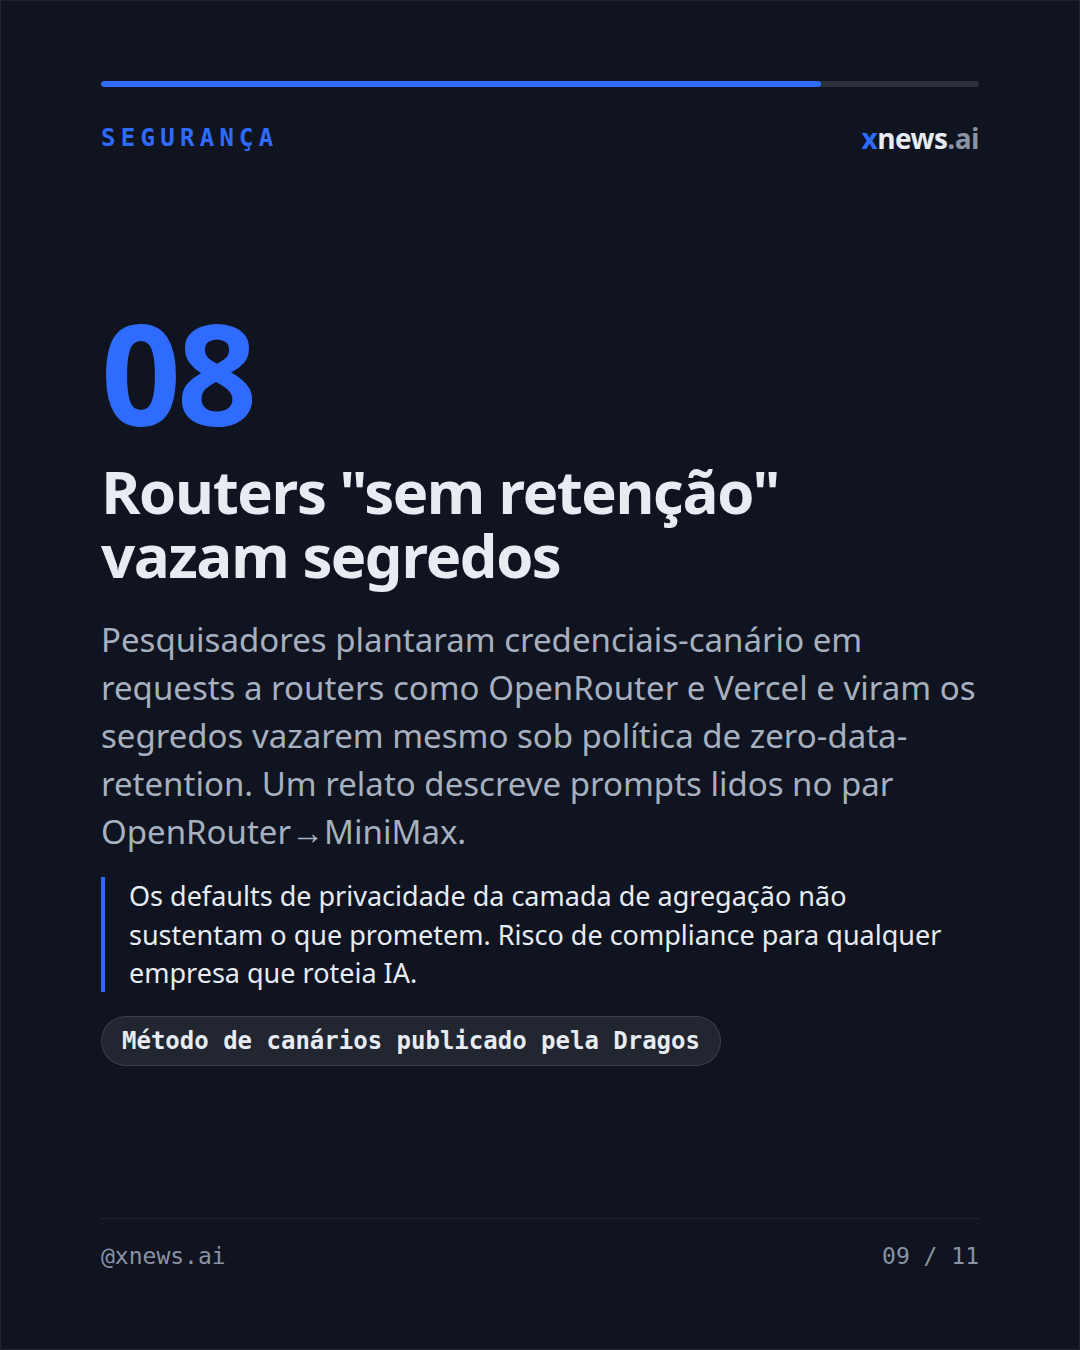 SEGURANÇA
xnews.ai
08
Routers "sem retenção"
vazam segredos
Pesquisadores plantaram credenciais-canário em
requests a routers como OpenRouter e Vercel e viram os
segredos vazarem mesmo sob política de zero-data-
retention. Um relato descreve prompts lidos no par
OpenRouter→MiniMax.
Os defaults de privacidade da camada de agregação não
sustentam o que prometem. Risco de compliance para qualquer
empresa que roteia IA.
Método de canários publicado pela Dragos
@xnews.ai
09 / 11